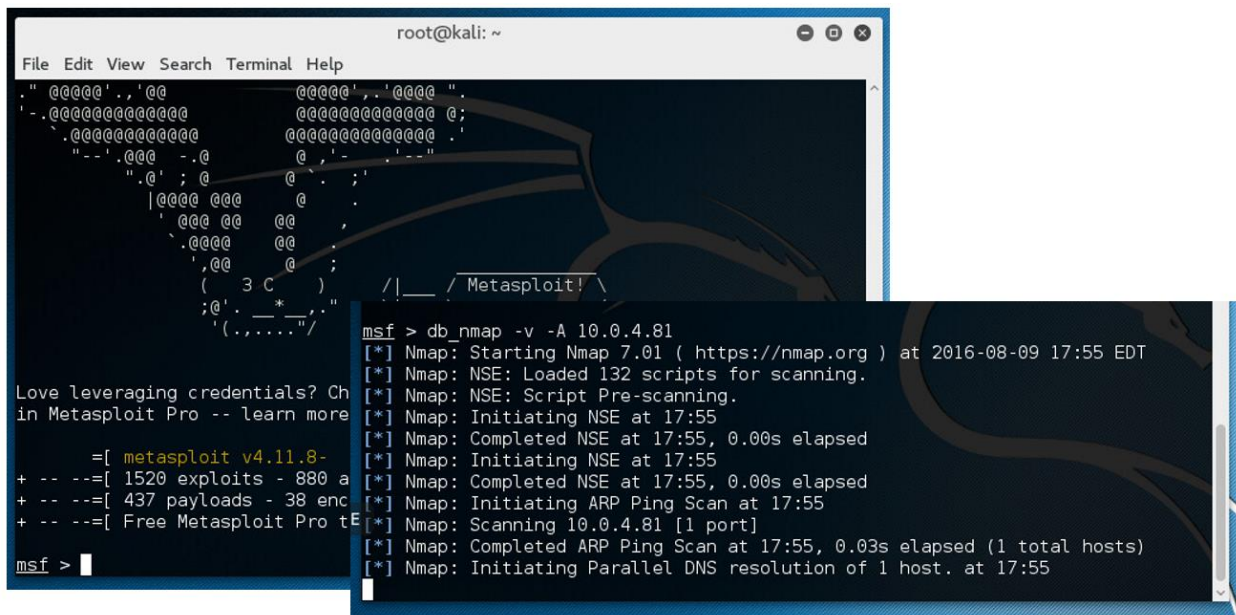 root@kali: ~
File Edit View Search Terminal Help
." @@@@@'.,'@@            @@@@@',.'@@@@ ".
'-.@@@@@@@@@@@@@          @@@@@@@@@@@@@ @;
   `.@@@@@@@@@@@@        @@@@@@@@@@@@@@ .'
     "--'.@@@  -.@        @ ,'-   .'--"
          ".@' ; @       @ `.  ;'
            |@@@@ @@@     @    .
             ' @@@ @@   @@    ,
              `.@@@@    @@   .
                ',@@     @   ;
                 (   3 C    )     /|___ / Metasploit! \
                 ;@'. __*__,."
                  '(.,...."/
Love leveraging credentials? Ch
in Metasploit Pro -- learn more
=[ metasploit v4.11.8-
+ -- --=[ 1520 exploits - 880 a
+ -- --=[ 437 payloads - 38 enc
+ -- --=[ Free Metasploit Pro t
msf >
msf > db_nmap -v -A 10.0.4.81
[*] Nmap: Starting Nmap 7.01 ( https://nmap.org ) at 2016-08-09 17:55 EDT
[*] Nmap: NSE: Loaded 132 scripts for scanning.
[*] Nmap: NSE: Script Pre-scanning.
[*] Nmap: Initiating NSE at 17:55
[*] Nmap: Completed NSE at 17:55, 0.00s elapsed
[*] Nmap: Initiating NSE at 17:55
[*] Nmap: Completed NSE at 17:55, 0.00s elapsed
[*] Nmap: Initiating ARP Ping Scan at 17:55
[*] Nmap: Scanning 10.0.4.81 [1 port]
[*] Nmap: Completed ARP Ping Scan at 17:55, 0.03s elapsed (1 total hosts)
[*] Nmap: Initiating Parallel DNS resolution of 1 host. at 17:55